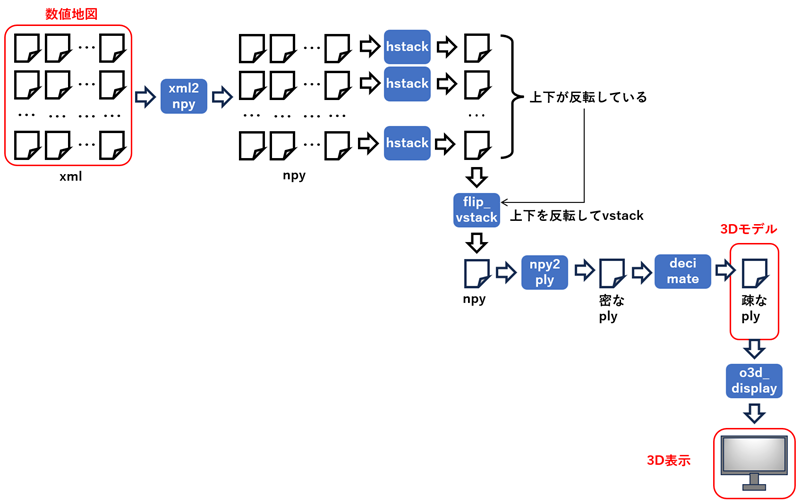 数値地図
xml2
npy
hstack
hstack
hstack
上下が反転している
xml
npy
flip_
vstack
上下を反転してvstack
3Dモデル
npy2
ply
deci
mate
npy
密な
ply
疎な
ply
o3d_
display
3D表示